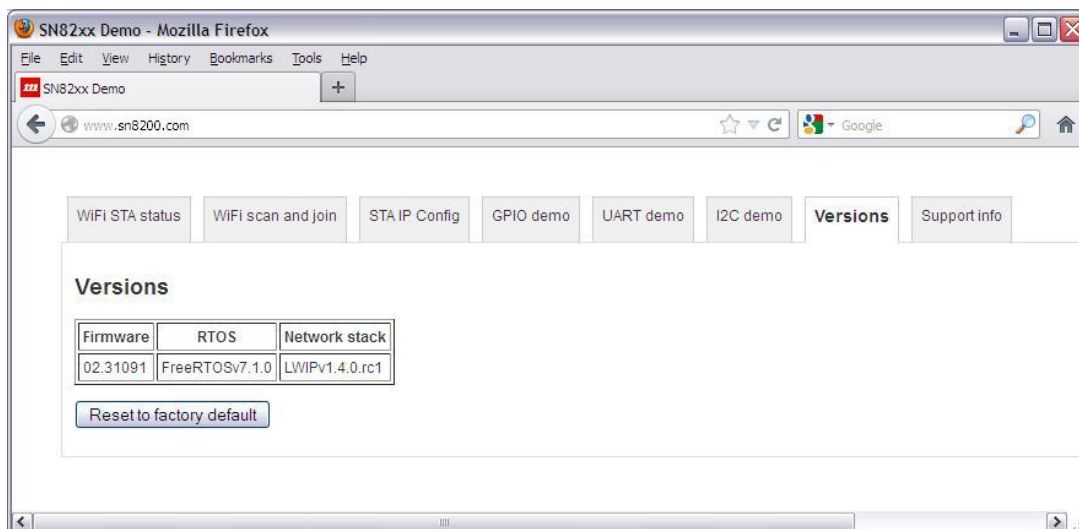 SN82xx Demo - Mozilla Firefox
File Edit View History Bookmarks Tools Help
m SN82xx Demo +
www.sn8200.com Google
WiFi STA status WiFi scan and join STA IP Config GPIO demo UART demo I2C demo Versions Support info
Versions
Firmware RTOS Network stack
02.31091 FreeRTOSv7.1.0 LWIPv1.4.0.rc1
Reset to factory default